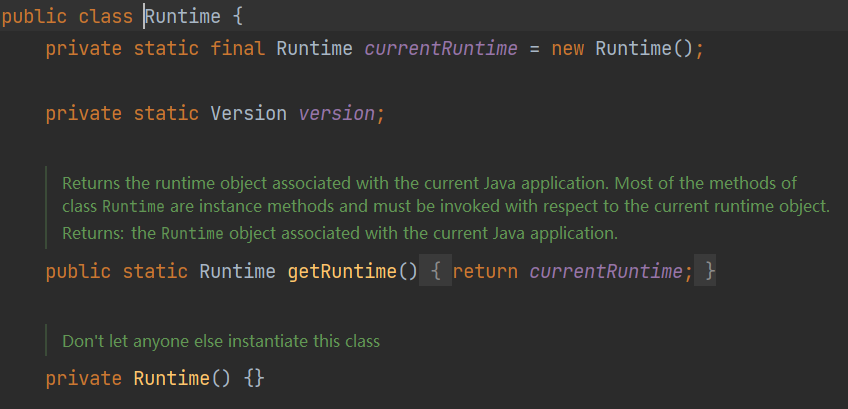 public class Runtime {
private static final Runtime currentRuntime = new Runtime();
private static Version version;
Returns the runtime object associated with the current Java application. Most of the methods of
class Runtime are instance methods and must be invoked with respect to the current runtime object.
Returns: the Runtime object associated with the current Java application.
public static Runtime getRuntime() { return currentRuntime; }
Don't let anyone else instantiate this class
private Runtime() {}